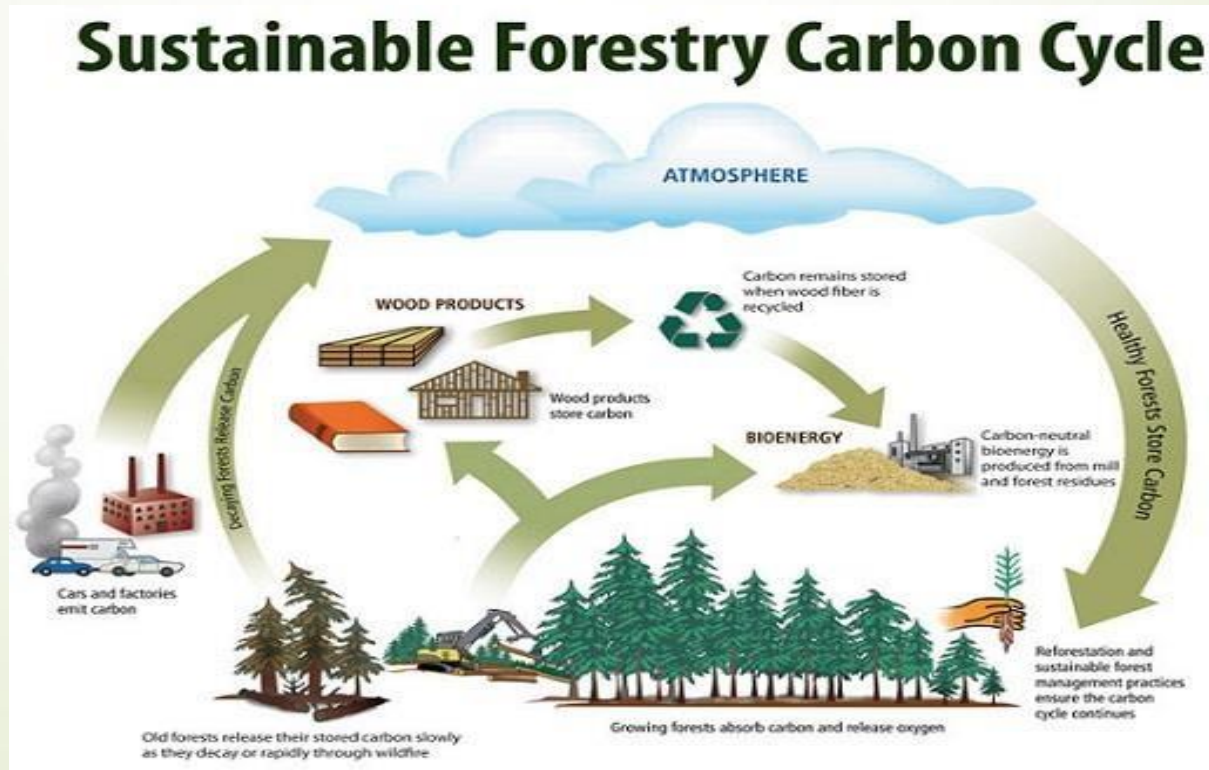 Sustainable Forestry Carbon Cycle
ATMOSPHERE
Carbon remains stored
when wood fiber is
recycled
WOOD PRODUCTS
Wood products
store carbon
BIOENERGY
Carbon-neutral
bioenergy is
produced from mill
and forest residues
Healthy Forests Store Carbon
Decaying Forests Release Carbon
Cars and factories
emit carbon
Reforestation and
sustainable forest
management practices
ensure the carbon
cycle continues
Growing forests absorb carbon and release oxygen
Old forests release their stored carbon slowly
as they decay or rapidly through wildfire